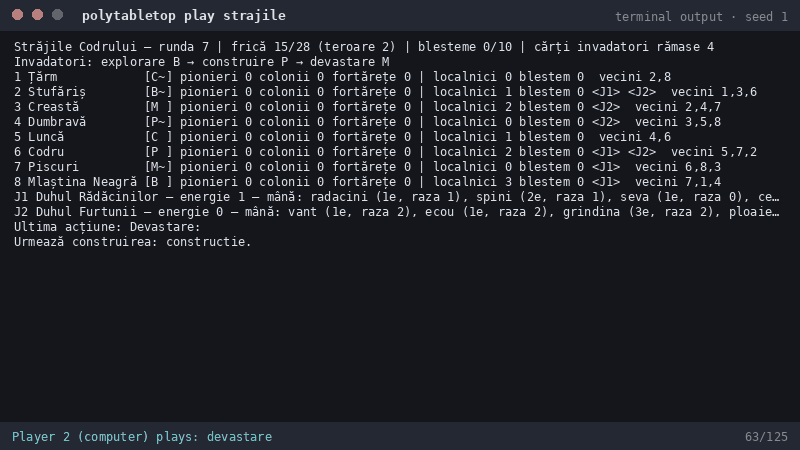 polytabletop play strajile
terminal output · seed 1
Străjile Codrului — runda 7 | frică 15/28 (teroare 2) | blesteme 0/10 | cărți invadatori rămase 4
Invadatori: explorare B → construire P → devastare M
1 Țărm [C~] pionieri 0 colonii 0 fortărețe 0 | localnici 0 blestem 0 vecini 2,8
2 Stufăriș [B~] pionieri 0 colonii 0 fortărețe 0 | localnici 1 blestem 0 <J1> <J2> vecini 1,3,6
3 Creastă [M ] pionieri 0 colonii 0 fortărețe 0 | localnici 2 blestem 0 <J2> vecini 2,4,7
4 Dumbravă [P~] pionieri 0 colonii 0 fortărețe 0 | localnici 0 blestem 0 <J2> vecini 3,5,8
5 Luncă [C ] pionieri 0 colonii 0 fortărețe 0 | localnici 1 blestem 0 vecini 4,6
6 Codru [P ] pionieri 0 colonii 0 fortărețe 0 | localnici 2 blestem 0 <J1> <J2> vecini 5,7,2
7 Piscuri [M~] pionieri 0 colonii 0 fortărețe 0 | localnici 0 blestem 0 <J1> vecini 6,8,3
8 Mlaștina Neagră [B ] pionieri 0 colonii 0 fortărețe 0 | localnici 3 blestem 0 <J1> vecini 7,1,4
J1 Duhul Rădăcinilor — energie 1 — mână: radacini (1e, raza 1), spini (2e, raza 1), seva (1e, raza 0), ce…
J2 Duhul Furtunii — energie 0 — mână: vant (1e, raza 2), ecou (1e, raza 2), grindina (3e, raza 2), ploaie…
Ultima acțiune: Devastare:
Urmează construirea: constructie.
Player 2 (computer) plays: devastare
63/125